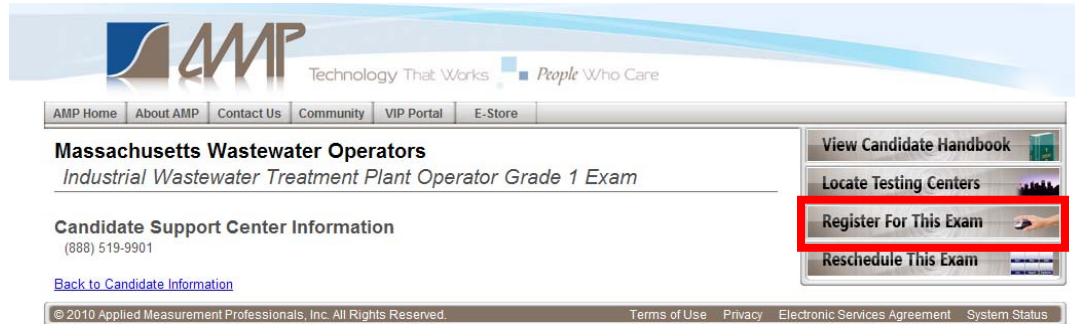 AMP
Technology That Works People Who Care
AMP Home About AMP Contact Us Community VIP Portal E-Store
Massachusetts Wastewater Operators
Industrial Wastewater Treatment Plant Operator Grade 1 Exam
Candidate Support Center Information
(888) 519-9901
Back to Candidate Information
View Candidate Handbook
Locate Testing Centers
Register For This Exam
Reschedule This Exam
© 2010 Applied Measurement Professionals, Inc. All Rights Reserved. Terms of Use Privacy Electronic Services Agreement System Status